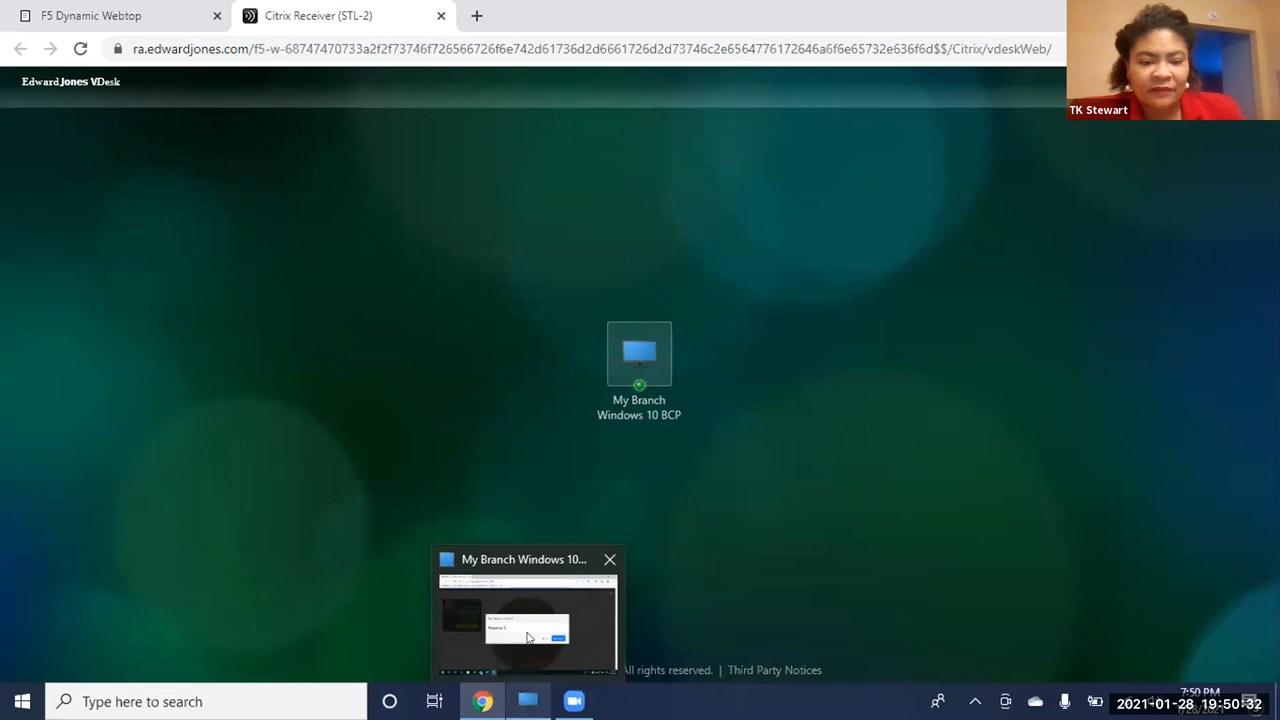 F5 Dynamic Webtop
Citrix Receiver (STL-2)
ra.edwardjones.com/f5-w-68747470733a2f2f73746f726566726f6e742d61736d2d6661726d2d73746c2e6564776172646a6f6e65732e636f6d$$/Citrix/vdeskWeb/
Edward Jones VDesk
TK Stewart
My Branch
Windows 10 BCP
My Branch Windows 10...
All rights reserved. | Third Party Notices
Type here to search
7:50 PM
2021-01-28 19:50:32